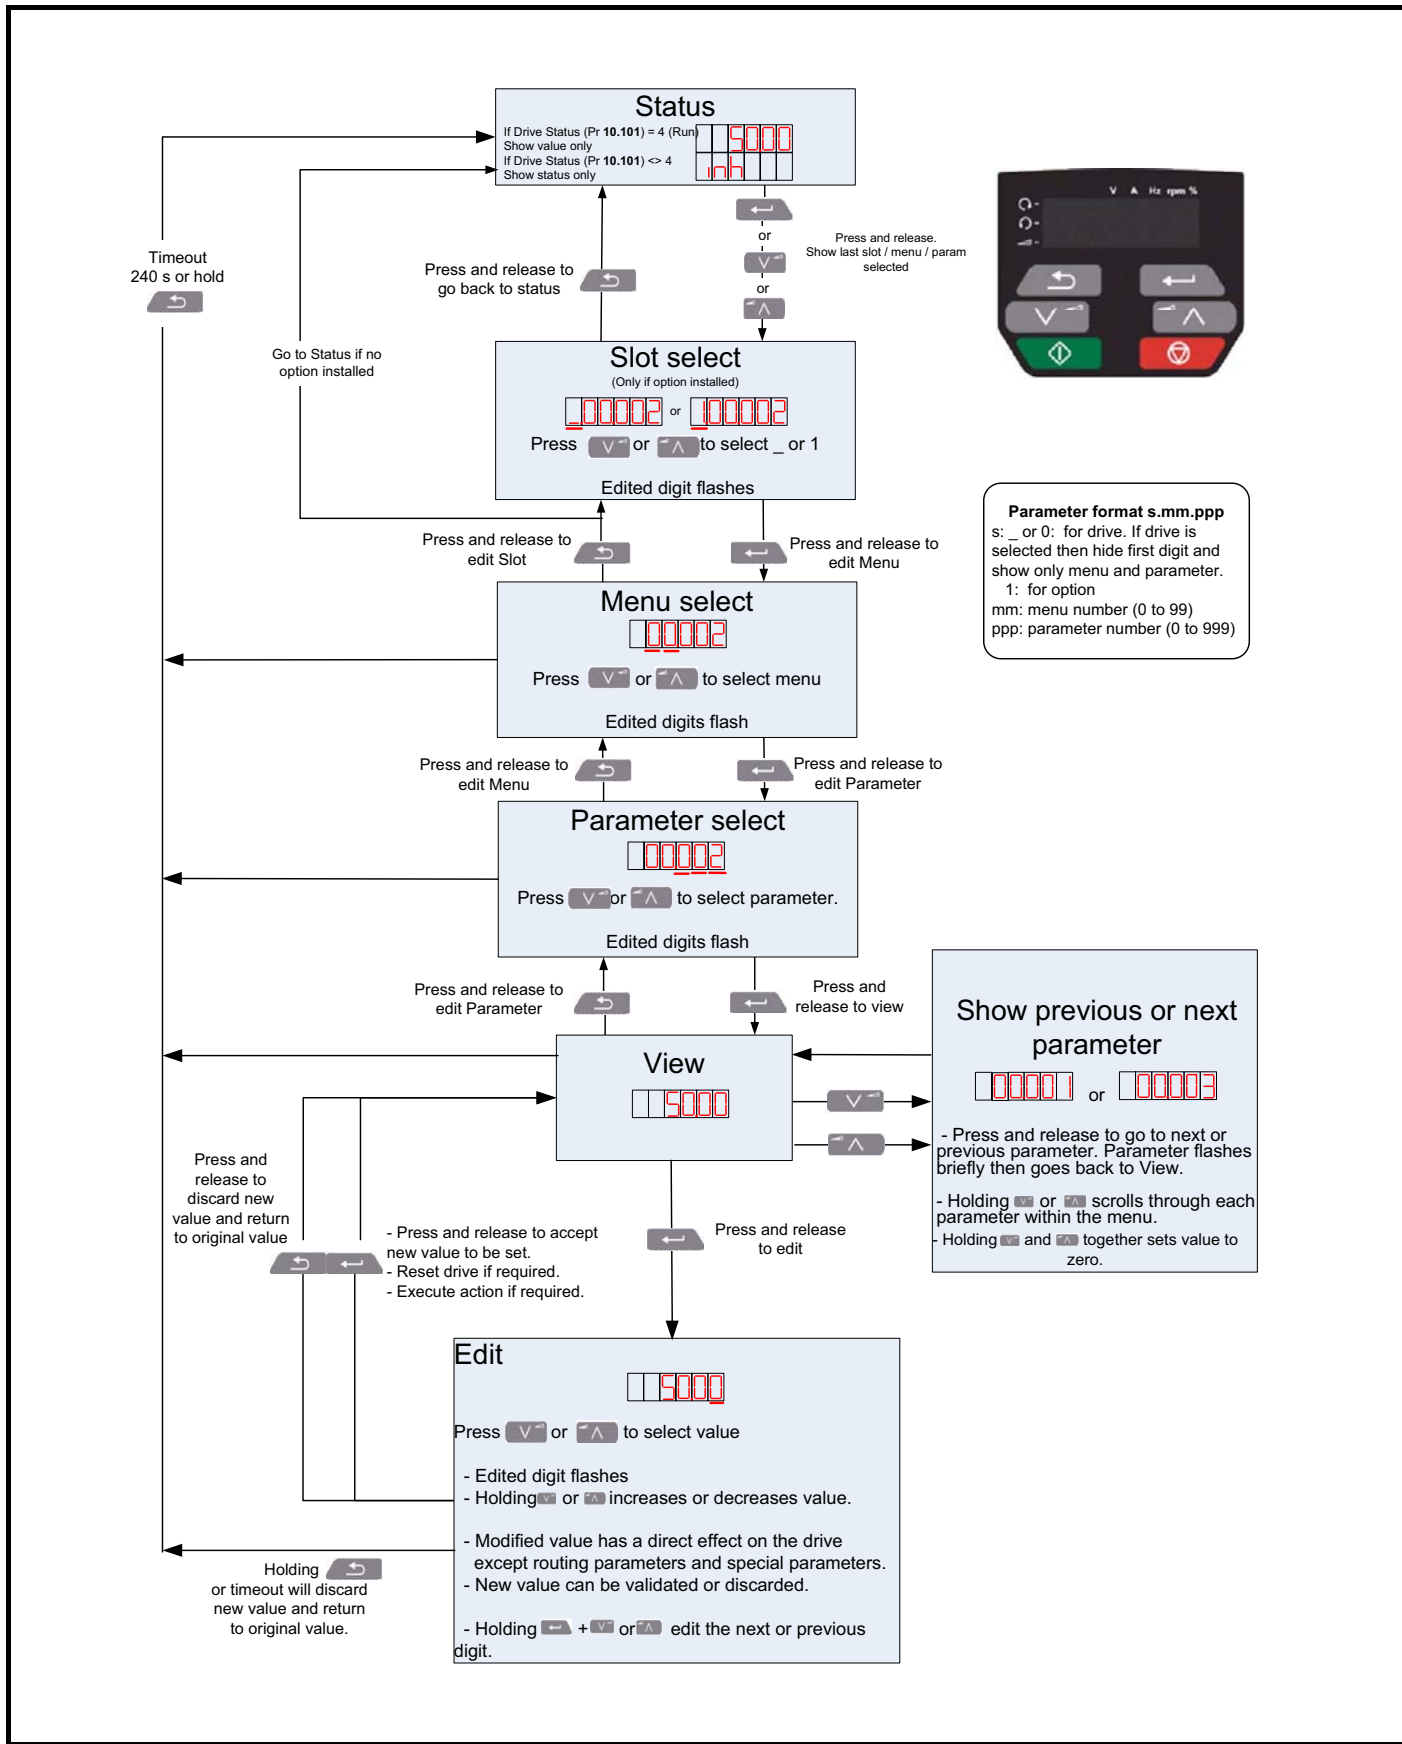 Status
If Drive Status (Pr 10.101) = 4 (Run)
Show value only
If Drive Status (Pr 10.101) <> 4
Show status only
5000
inh
V A Hz rpm %
Timeout
240 s or hold
Press and release to
go back to status
or
or
Press and release.
Show last slot / menu / param
selected
Go to Status if no
option installed
Slot select
(Only if option installed)
_00002 or 100002
Press or to select _ or 1
Edited digit flashes
Press and release to
edit Slot
Press and release to
edit Menu
Parameter format s.mm.ppp
s: _ or 0: for drive. If drive is
selected then hide first digit and
show only menu and parameter.
1: for option
mm: menu number (0 to 99)
ppp: parameter number (0 to 999)
Menu select
00002
Press or to select menu
Edited digits flash
Press and release to
edit Menu
Press and release to
edit Parameter
Parameter select
00002
Press or to select parameter.
Edited digits flash
Press and release to
edit Parameter
Press and
release to view
View
5000
Show previous or next
parameter
00001 or 00003
- Press and release to go to next or
previous parameter. Parameter flashes
briefly then goes back to View.
- Holding or scrolls through each
parameter within the menu.
- Holding and together sets value to
zero.
Press and
release to
discard new
value and return
to original value
- Press and release to accept
new value to be set.
- Reset drive if required.
- Execute action if required.
Press and release
to edit
Edit
5000
Press or to select value
- Edited digit flashes
- Holding or increases or decreases value.
- Modified value has a direct effect on the drive
except routing parameters and special parameters.
- New value can be validated or discarded.
- Holding + or edit the next or previous
digit.
Holding
or timeout will discard
new value and return
to original value.